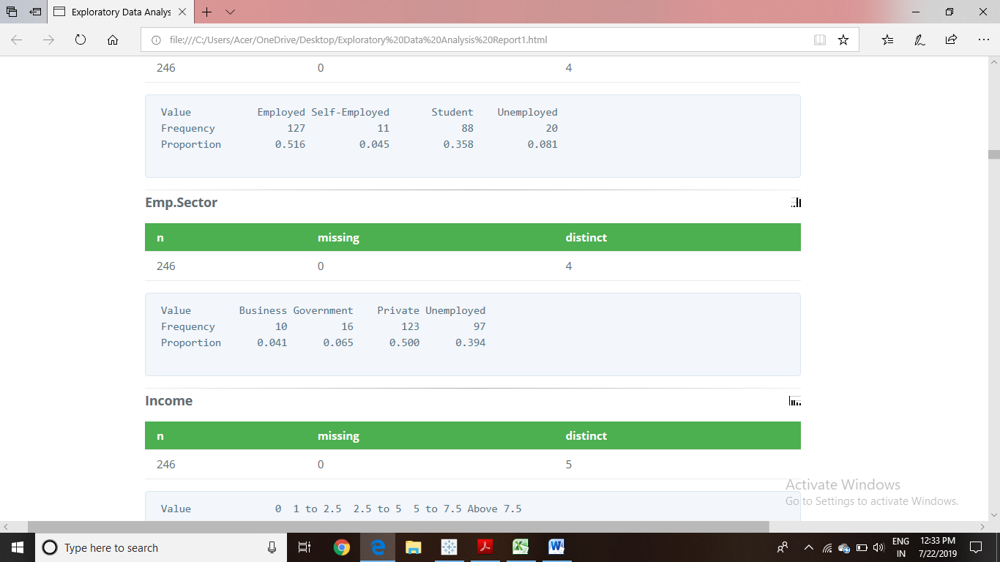 Exploratory Data Analys
file:///C:/Users/Acer/OneDrive/Desktop/Exploratory%20Data%20Analysis%20Report1.html
246 0 4
Value Employed Self-Employed Student Unemployed
Frequency 127 11 88 20
Proportion 0.516 0.045 0.358 0.081
Emp.Sector
n missing distinct
246 0 4
Value Business Government Private Unemployed
Frequency 10 16 123 97
Proportion 0.041 0.065 0.500 0.394
Income
n missing distinct
246 0 5
Value 0 1 to 2.5 2.5 to 5 5 to 7.5 Above 7.5
Activate Windows
Go to Settings to activate Windows.
Type here to search
ENG 12:33 PM
IN 7/22/2019